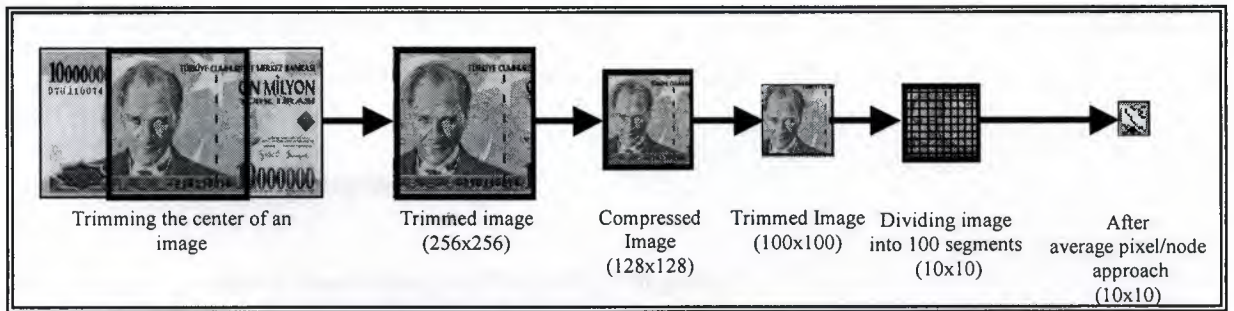 10000000
TÜRKİYE CUMHURİYET MERKEZ BANKASI
ON MİLYON
TÜRK LİRASI
10000000
Trimming the center of an
image
Trimmed image
(256x256)
Compressed
Image
(128x128)
Trimmed Image
(100x100)
Dividing image
into 100 segments
(10x10)
After
average pixel/node
approach
(10x10)